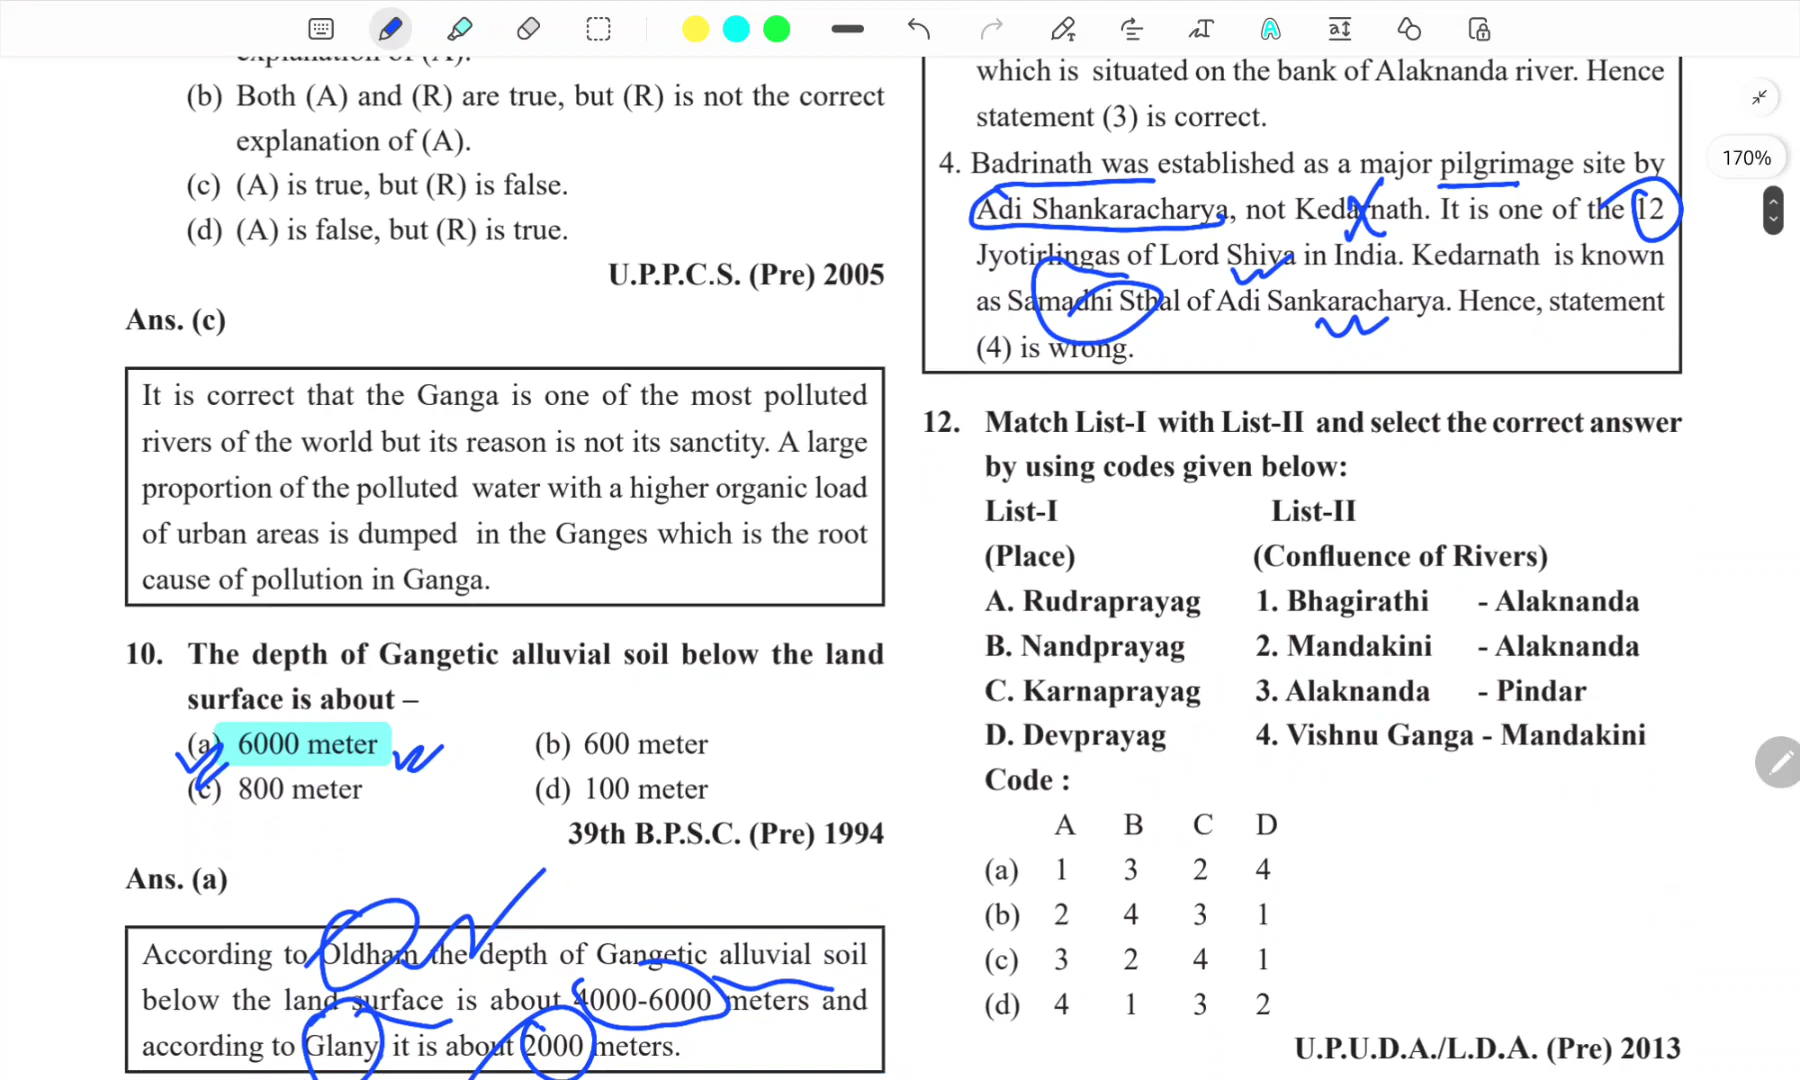 170%
explanation of (A).
(b) Both (A) and (R) are true, but (R) is not the correct
explanation of (A).
(c) (A) is true, but (R) is false.
(d) (A) is false, but (R) is true.
U.P.P.C.S. (Pre) 2005
Ans. (c)
It is correct that the Ganga is one of the most polluted
rivers of the world but its reason is not its sanctity. A large
proportion of the polluted water with a higher organic load
of urban areas is dumped in the Ganges which is the root
cause of pollution in Ganga.
10. The depth of Gangetic alluvial soil below the land
surface is about –
(a) 6000 meter (b) 600 meter
(c) 800 meter (d) 100 meter
39th B.P.S.C. (Pre) 1994
Ans. (a)
According to Oldham the depth of Gangetic alluvial soil
below the land surface is about 4000-6000 meters and
according to Glany it is about 2000 meters.
which is situated on the bank of Alaknanda river. Hence
statement (3) is correct.
4. Badrinath was established as a major pilgrimage site by
Adi Shankaracharya, not Kedarnath. It is one of the 12
Jyotirlingas of Lord Shiva in India. Kedarnath is known
as Samadhi Sthal of Adi Sankaracharya. Hence, statement
(4) is wrong.
12. Match List-I with List-II and select the correct answer
by using codes given below:
List-I List-II
(Place) (Confluence of Rivers)
A. Rudraprayag 1. Bhagirathi - Alaknanda
B. Nandprayag 2. Mandakini - Alaknanda
C. Karnaprayag 3. Alaknanda - Pindar
D. Devprayag 4. Vishnu Ganga - Mandakini
Code :
A B C D
(a) 1 3 2 4
(b) 2 4 3 1
(c) 3 2 4 1
(d) 4 1 3 2
U.P.U.D.A./L.D.A. (Pre) 2013